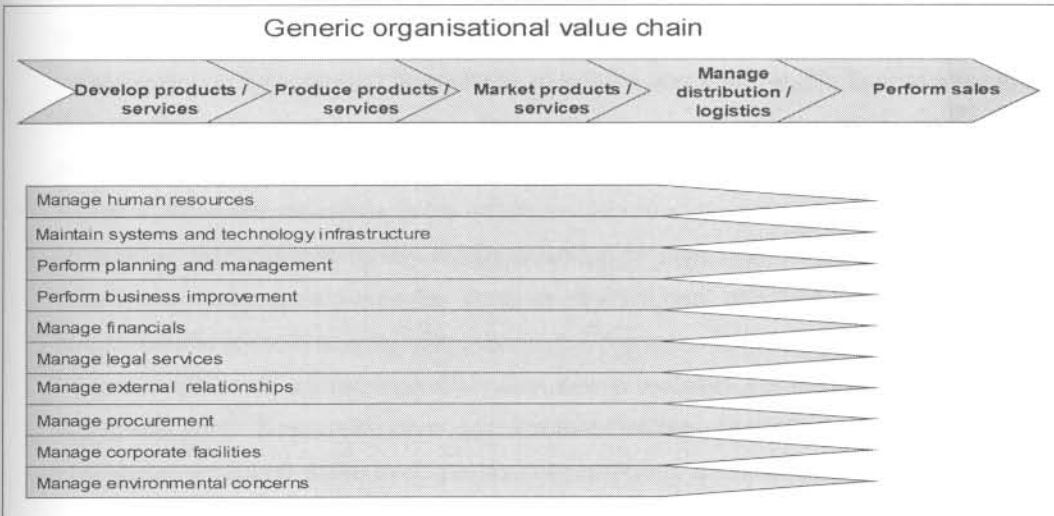 Generic organisational value chain
Develop products /
services
Produce products /
services
Market products /
services
Manage
distribution /
logistics
Perform sales
Manage human resources
Maintain systems and technology infrastructure
Perform planning and management
Perform business improvement
Manage financials
Manage legal services
Manage external relationships
Manage procurement
Manage corporate facilities
Manage environmental concerns